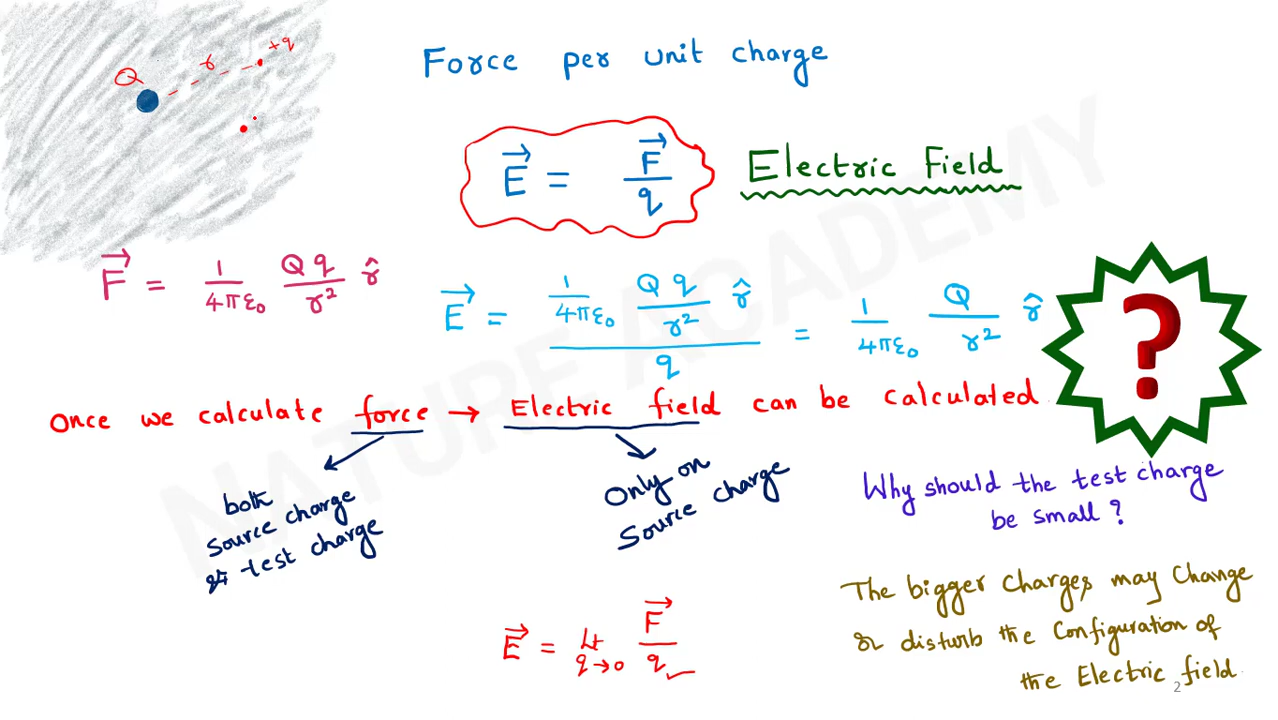 Q
r
+q
Force per unit charge
E⃗ = F⃗ / q
Electric Field
F⃗ = 1/4πε₀ Qq/r² r̂
E⃗ = (1/4πε₀ Qq/r² r̂) / q = 1/4πε₀ Q/r² r̂
?
Once we calculate force → Electric field can be calculated
both
source charge
& test charge
Only on
Source charge
Why should the test charge
be small ?
The bigger charges may change
& disturb the configuration of
the Electric field
E⃗ = Lt q→0 F⃗ / q
2
NATURE ACADEMY